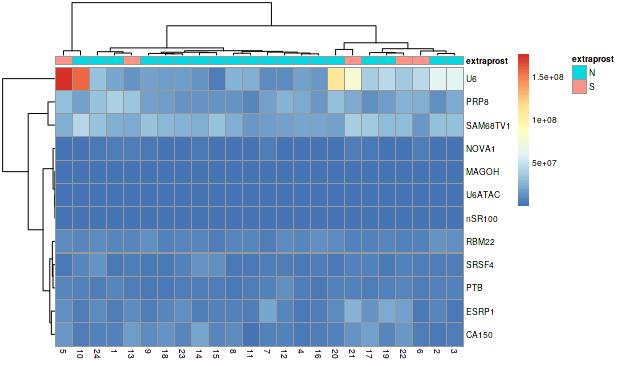 extraprost
U6
PRP8
SAM68TV1
NOVA1
MAGOH
U6ATAC
nSR100
RBM22
SRSF4
PTB
ESRP1
CA150
5 10 24 1 13 9 18 23 14 15 8 11 7 12 4 16 20 21 17 19 22 6 2 3
1.5e+08
1e+08
5e+07
extraprost
N
S